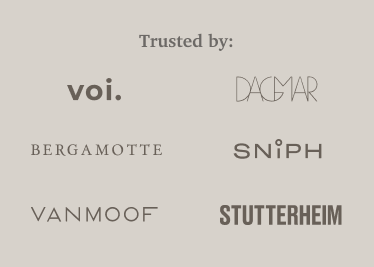 Trusted by:
voi.
DAGMAR
BERGAMOTTE
SNiPH
VANMOOF
STUTTERHEIM